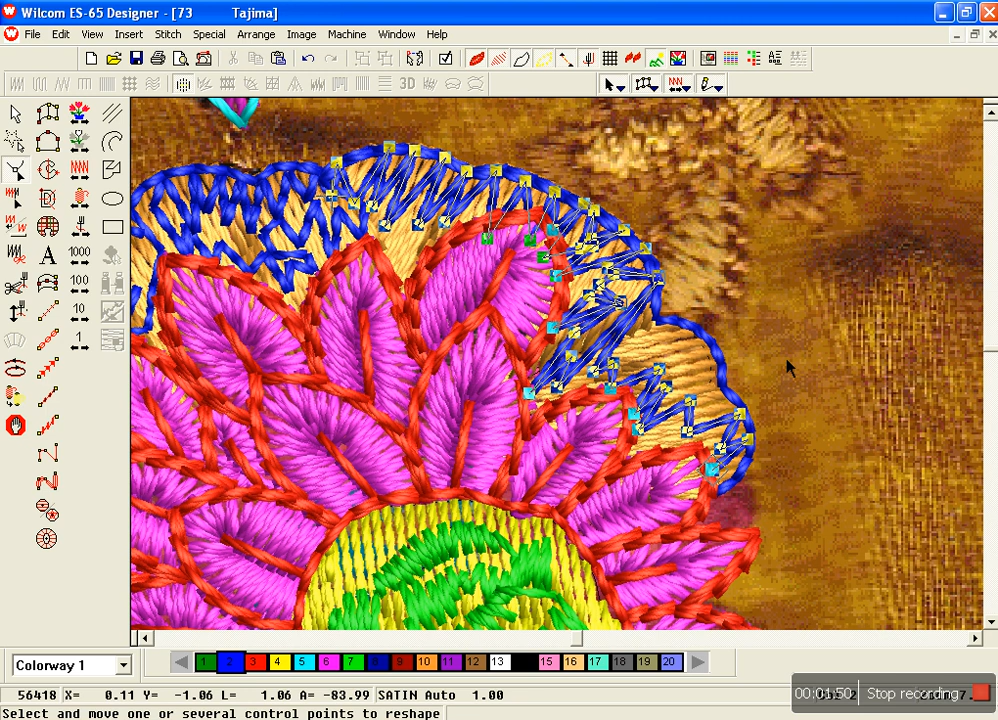 Wilcom ES-65 Designer - [73 Tajima]
File Edit View Insert Stitch Special Arrange Image Machine Window Help
3D
A 1000
100
10
1
Colorway 1
1 2 3 4 5 6 7 8 9 10 11 12 13 15 16 17 18 19 20
56418 X= 0.11 Y= -1.06 L= 1.06 A= -83.99 SATIN Auto 1.00
00:01:50 Stop recording
Select and move one or several control points to reshape